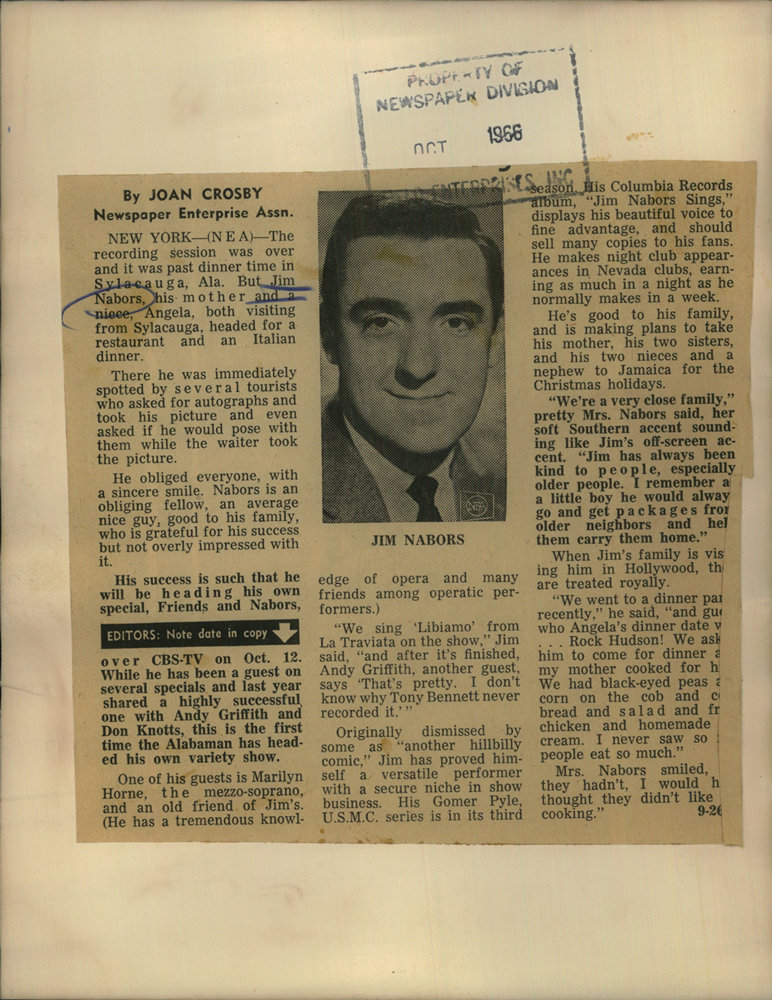 PROPERTY OF
NEWSPAPER DIVISION
OCT 1966
ENTERPRISES, INC
By JOAN CROSBY
Newspaper Enterprise Assn.
NEW YORK—(NEA)—The
recording session was over
and it was past dinner time in
Sylacauga, Ala. But Jim
Nabors, his mother and a
niece, Angela, both visiting
from Sylacauga, headed for a
restaurant and an Italian
dinner.
There he was immediately
spotted by several tourists
who asked for autographs and
took his picture and even
asked if he would pose with
them while the waiter took
the picture.
He obliged everyone, with
a sincere smile. Nabors is an
obliging fellow, an average
nice guy, good to his family,
who is grateful for his success
but not overly impressed with
it.
His success is such that he
will be heading his own
special, Friends and Nabors,
EDITORS: Note date in copy
over CBS-TV on Oct. 12.
While he has been a guest on
several specials and last year
shared a highly successful
one with Andy Griffith and
Don Knotts, this is the first
time the Alabaman has head-
ed his own variety show.
One of his guests is Marilyn
Horne, the mezzo-soprano,
and an old friend of Jim's.
(He has a tremendous knowl-
NEA
JIM NABORS
edge of opera and many
friends among operatic per-
formers.)
"We sing 'Libiamo' from
La Traviata on the show," Jim
said, "and after it's finished,
Andy Griffith, another guest,
says 'That's pretty. I don't
know why Tony Bennett never
recorded it.'"
Originally dismissed by
some as "another hillbilly
comic," Jim has proved him-
self a versatile performer
with a secure niche in show
business. His Gomer Pyle,
U.S.M.C. series is in its third
season. His Columbia Records
album, "Jim Nabors Sings,"
displays his beautiful voice to
fine advantage, and should
sell many copies to his fans.
He makes night club appear-
ances in Nevada clubs, earn-
ing as much in a night as he
normally makes in a week.
He's good to his family,
and is making plans to take
his mother, his two sisters,
and his two nieces and a
nephew to Jamaica for the
Christmas holidays.
"We're a very close family,"
pretty Mrs. Nabors said, her
soft Southern accent sound-
ing like Jim's off-screen ac-
cent. "Jim has always been
kind to people, especially
older people. I remember a
a little boy he would alway
go and get packages from
older neighbors and hel
them carry them home."
When Jim's family is vis
ing him in Hollywood, th
are treated royally.
"We went to a dinner par
recently," he said, "and gue
who Angela's dinner date
. . . Rock Hudson! We ask
him to come for dinner
my mother cooked for h
We had black-eyed peas
corn on the cob and c
bread and salad and fr
chicken and homemade
cream. I never saw so
people eat so much."
Mrs. Nabors smiled,
they hadn't, I would h
thought they didn't like
cooking."
9-26